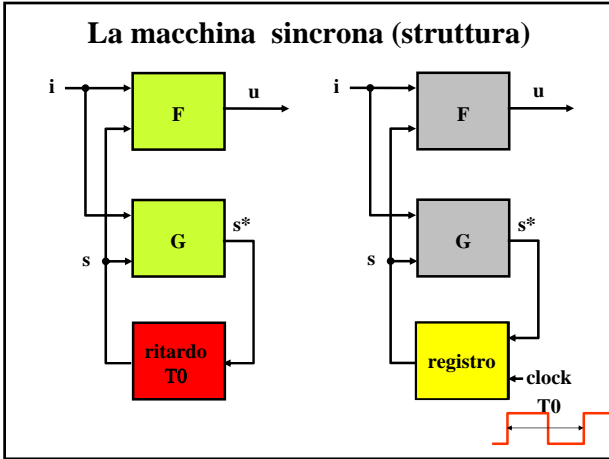 La macchina sincrona (struttura)
i
F
u
G
s*
s
ritardo
T0
i
F
u
G
s*
s
registro
clock
T0